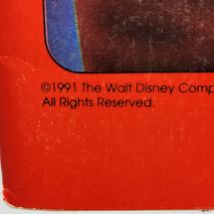 ©1991 The Walt Disney Comp
All Rights Reserved.